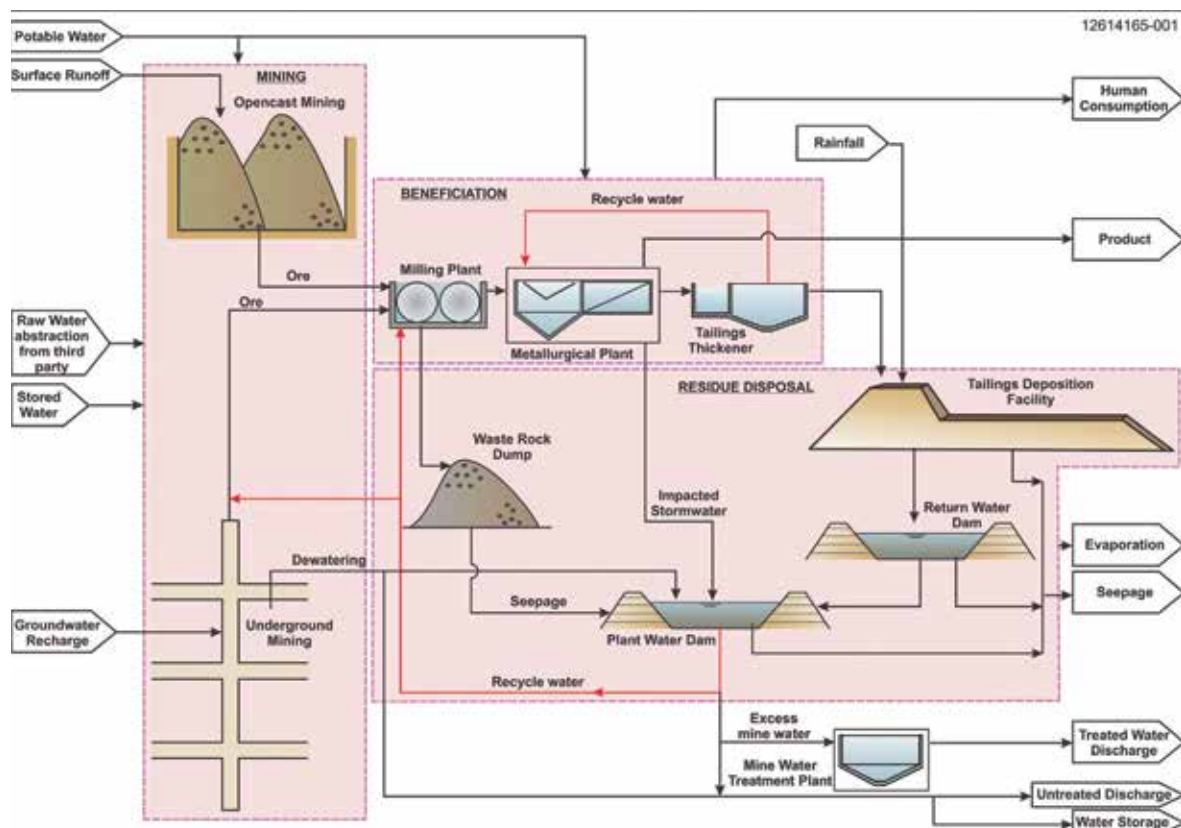 12614165-001
Potable Water
Surface Runoff
MINING
Opencast Mining
Human
Consumption
Rainfall
BENEFICIATION
Recycle water
Product
Ore
Milling Plant
Ore
Raw Water
abstraction
from third
party
Metallurgical Plant
Tailings
Thickener
RESIDUE DISPOSAL
Tailings Deposition
Facility
Stored
Water
Waste Rock
Dump
Impacted
Stormwater
Return Water
Dam
Evaporation
Dewatering
Seepage
Seepage
Groundwater
Recharge
Underground
Mining
Plant Water Dam
Recycle water
Excess
mine water
Treated Water
Discharge
Mine Water
Treatment Plant
Untreated Discharge
Water Storage